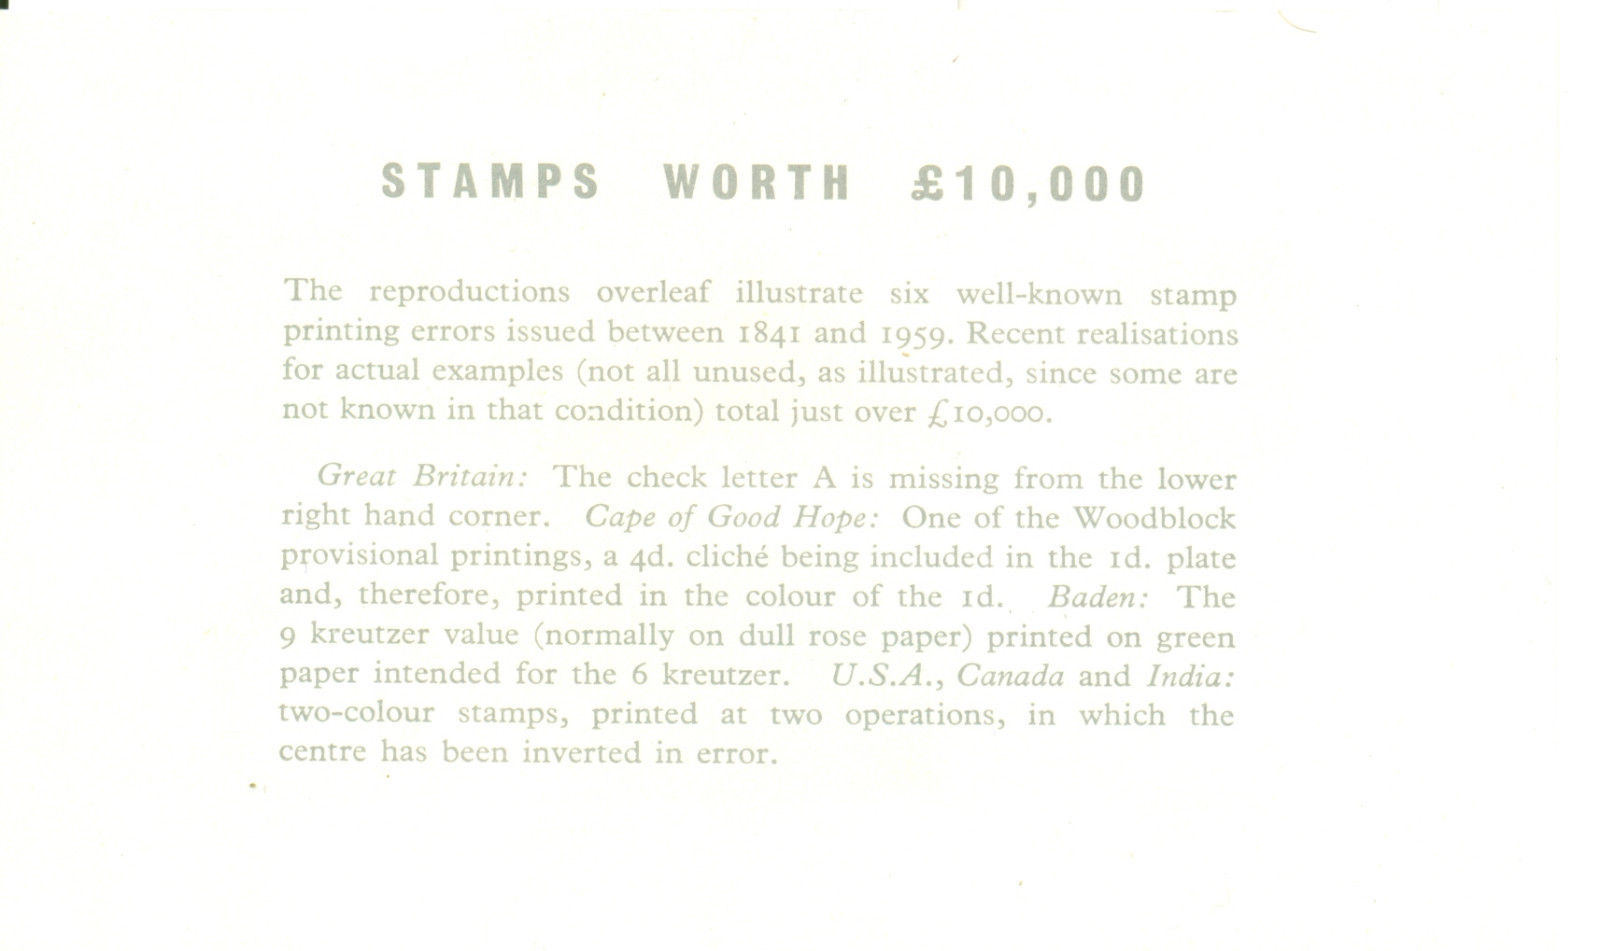 STAMPS WORTH £10,000
The reproductions overleaf illustrate six well-known stamp
printing errors issued between 1841 and 1959. Recent realisations
for actual examples (not all unused, as illustrated, since some are
not known in that condition) total just over £10,000.
Great Britain: The check letter A is missing from the lower
right hand corner. Cape of Good Hope: One of the Woodblock
provisional printings, a 4d. cliché being included in the 1d. plate
and, therefore, printed in the colour of the 1d. Baden: The
9 kreutzer value (normally on dull rose paper) printed on green
paper intended for the 6 kreutzer. U.S.A., Canada and India:
two-colour stamps, printed at two operations, in which the
centre has been inverted in error.